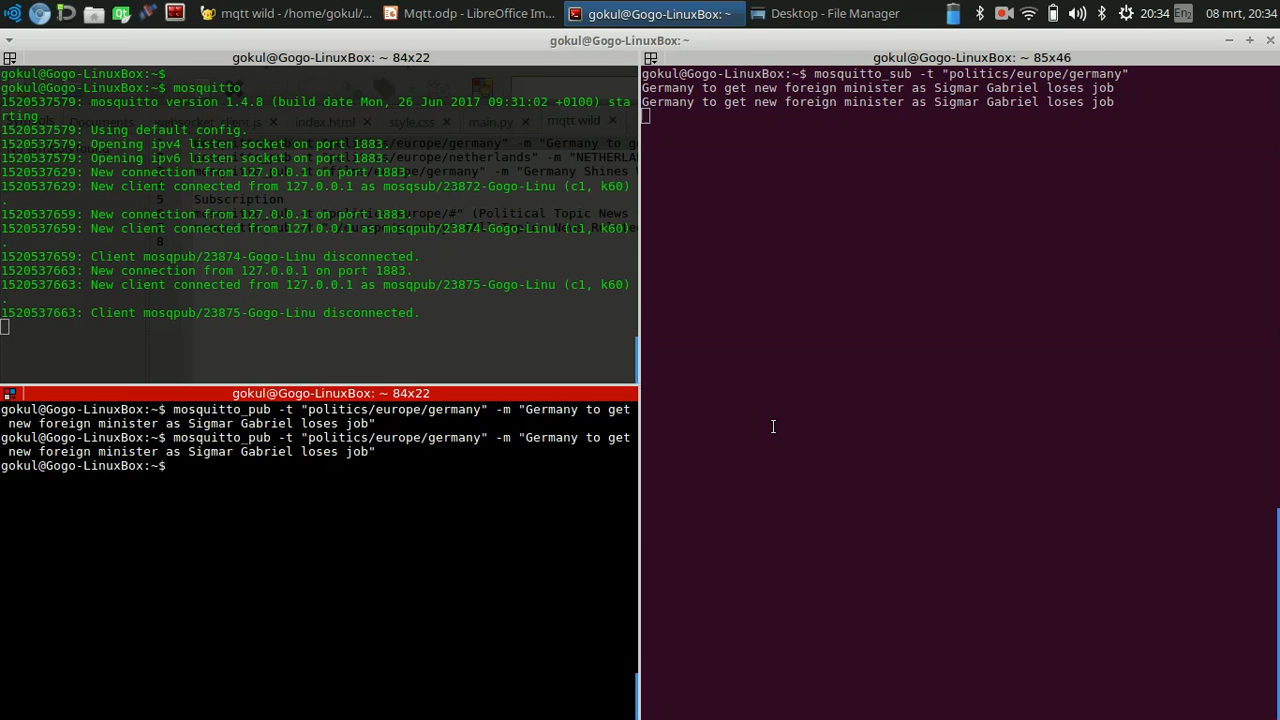 mqtt wild - /home/gokul/...
Mqtt.odp - LibreOffice Im...
gokul@Gogo-LinuxBox: ~
Desktop - File Manager
En
20:34
08 mrt, 20:34
gokul@Gogo-LinuxBox: ~
gokul@Gogo-LinuxBox: ~ 84x22
gokul@Gogo-LinuxBox:~$
gokul@Gogo-LinuxBox:~$ mosquitto
1520537579: mosquitto version 1.4.8 (build date Mon, 26 Jun 2017 09:31:02 +0100) sta
rting
1520537579: Using default config.
1520537579: Opening ipv4 listen socket on port 1883.
1520537579: Opening ipv6 listen socket on port 1883.
1520537629: New connection from 127.0.0.1 on port 1883.
1520537629: New client connected from 127.0.0.1 as mosqsub/23872-Gogo-Linu (c1, k60)
.
1520537659: New connection from 127.0.0.1 on port 1883.
1520537659: New client connected from 127.0.0.1 as mosqpub/23874-Gogo-Linu (c1, k60)
.
1520537659: Client mosqpub/23874-Gogo-Linu disconnected.
1520537663: New connection from 127.0.0.1 on port 1883.
1520537663: New client connected from 127.0.0.1 as mosqpub/23875-Gogo-Linu (c1, k60)
.
1520537663: Client mosqpub/23875-Gogo-Linu disconnected.
Documents
index.html
style.css
main.py
mqtt wild
Subscription
(Political Topic News
5
6
8
gokul@Gogo-LinuxBox: ~ 84x22
gokul@Gogo-LinuxBox:~$ mosquitto_pub -t "politics/europe/germany" -m "Germany to get
new foreign minister as Sigmar Gabriel loses job"
gokul@Gogo-LinuxBox:~$ mosquitto_pub -t "politics/europe/germany" -m "Germany to get
new foreign minister as Sigmar Gabriel loses job"
gokul@Gogo-LinuxBox:~$
gokul@Gogo-LinuxBox: ~ 85x46
gokul@Gogo-LinuxBox:~$ mosquitto_sub -t "politics/europe/germany"
Germany to get new foreign minister as Sigmar Gabriel loses job
Germany to get new foreign minister as Sigmar Gabriel loses job